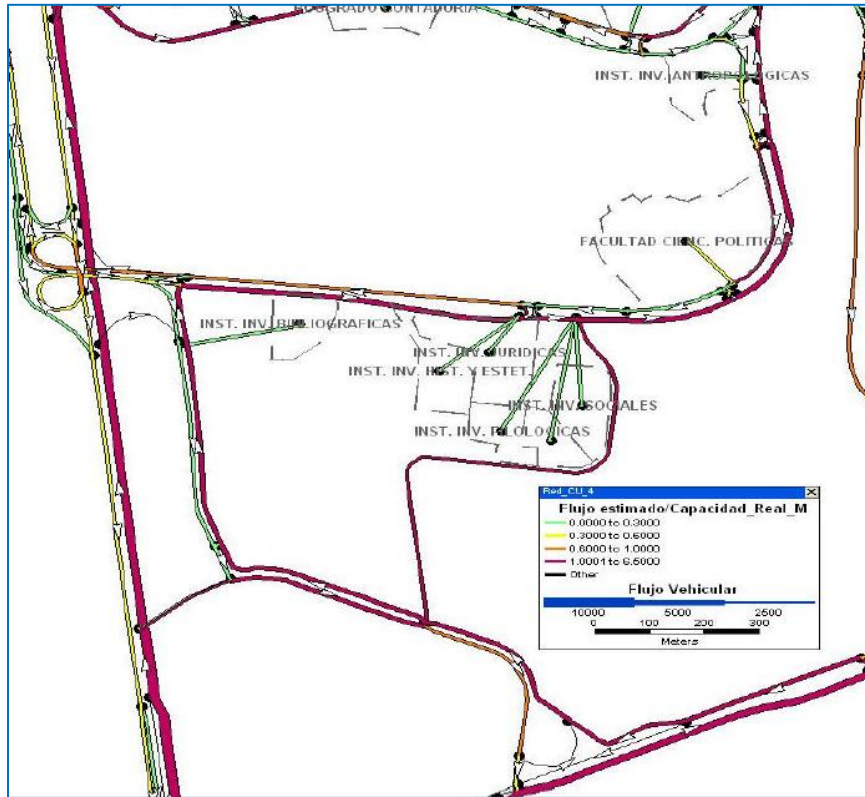 POSGRADO CONTADURIA
INST. INV. ANTROPOLOGICAS
FACULTAD CIENC. POLITICAS
INST. INV. BIBLIOGRAFICAS
INST. INV. JURIDICAS
INST. INV. HIST. Y ESTET.
INST. INV. SOCIALES
INST. INV. FILOLOGICAS
Red_CU_4
Flujo estimado/Capacidad_Real_M
0.0000 to 0.3000
0.3000 to 0.6000
0.6000 to 1.0000
1.0001 to 6.5000
Other
Flujo Vehicular
10000 5000 2500
0 100 200 300
Meters